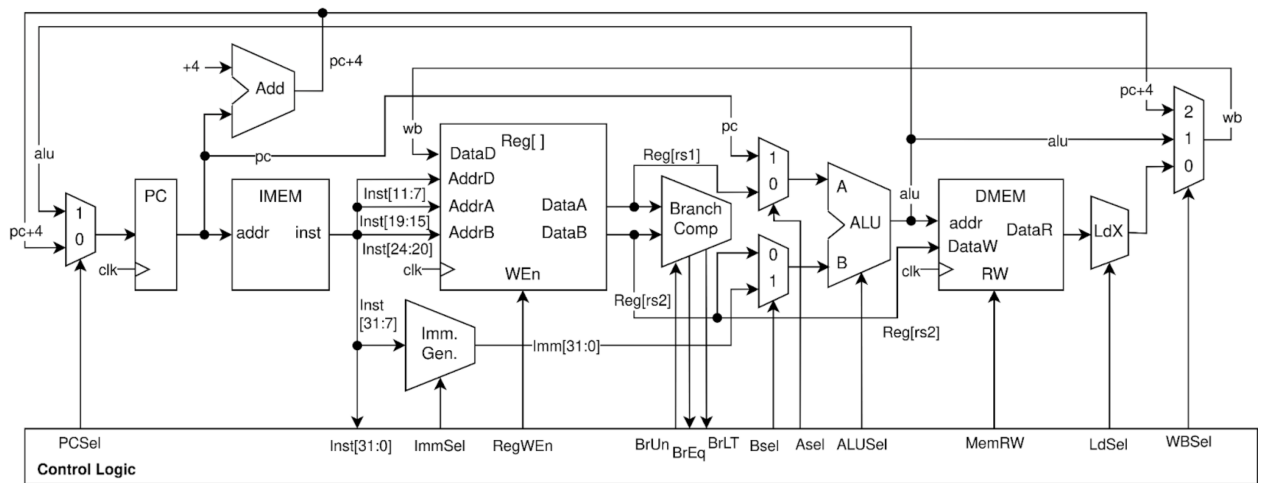 +4
Add
pc+4
pc+4
2
1
0
wb
wb
alu
pc
pc
alu
1
0
pc+4
PC
clk
IMEM
addr
inst
Inst[11:7]
Inst[19:15]
Inst[24:20]
clk
Reg[ ]
DataD
AddrD
AddrA
AddrB
DataA
DataB
WEn
Reg[rs1]
Branch
Comp
Reg[rs2]
1
0
0
1
A
ALU
B
alu
DMEM
addr
DataW
DataR
clk
RW
LdX
Reg[rs2]
Inst
[31:7]
Imm.
Gen.
Imm[31:0]
PCSel
Inst[31:0]
ImmSel
RegWEn
BrUn
BrEq
BrLT
Bsel
Asel
ALUSel
MemRW
LdSel
WBSel
Control Logic